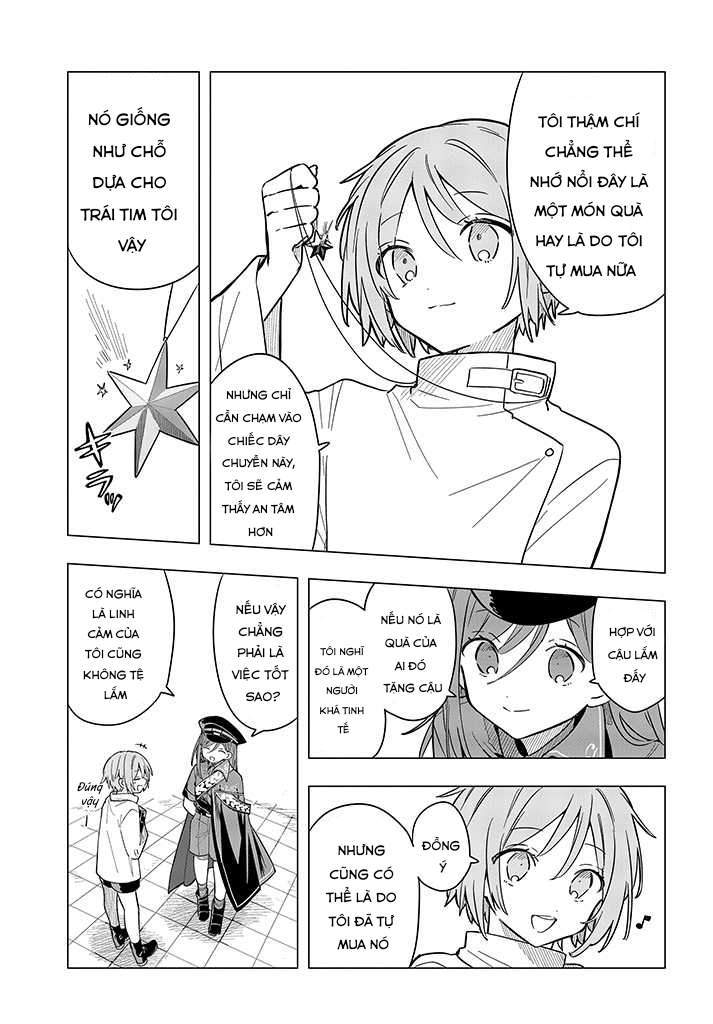 TÔI THẬM CHÍ
CHẲNG THỂ
NHỚ NỔI ĐÂY LÀ
MỘT MÓN QUÀ
HAY LÀ DO TÔI
TỰ MUA NỮA
NHƯNG CHỈ
CẦN CHẠM VÀO
CHIẾC DÂY
CHUYỀN NÀY,
TÔI SẼ CẢM
THẤY AN TÂM
HƠN
NÓ GIỐNG
NHƯ CHỖ
DỰA CHO
TRÁI TIM TÔI
VẬY
キラッ
HỢP VỚI
CẬU LẮM
ĐẤY
NẾU NÓ LÀ
QUÀ CỦA
AI ĐÓ
TẶNG CẬU
TÔI NGHĨ
ĐÓ LÀ MỘT
NGƯỜI
KHÁ TINH
TẾ
ĐỒNG
Ý
NHƯNG
CŨNG CÓ
THỂ LÀ DO
TÔI ĐÃ TỰ
MUA NÓ
NẾU VẬY
CHẲNG
PHẢI LÀ
VIỆC TỐT
SAO?
CÓ NGHĨA
LÀ LINH
CẢM CỦA
TÔI CŨNG
KHÔNG TỆ
LẮM
Đúng
vậy
!